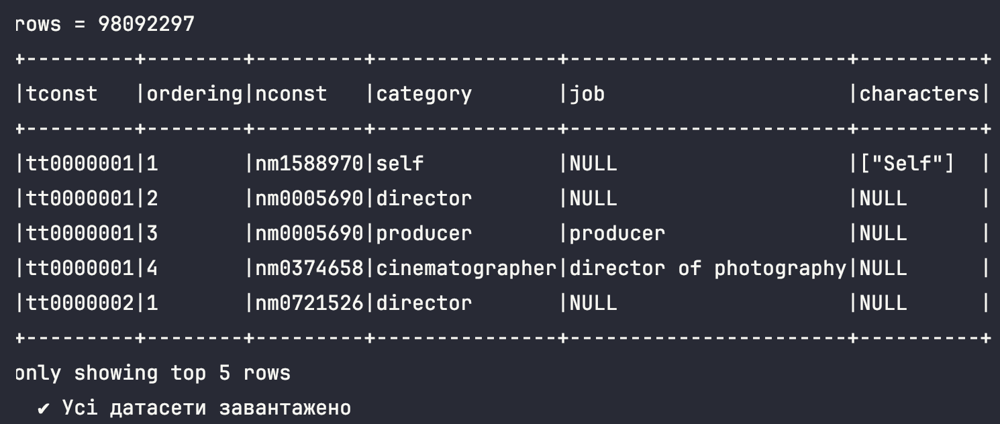 rows = 98092297
+---------+--------+---------+---------------+-----------------------+----------+
|tconst   |ordering|nconst   |category       |job                    |characters|
+---------+--------+---------+---------------+-----------------------+----------+
|tt0000001|1       |nm1588970|self           |NULL                   |["Self"]  |
|tt0000001|2       |nm0005690|director       |NULL                   |NULL      |
|tt0000001|3       |nm0005690|producer       |producer               |NULL      |
|tt0000001|4       |nm0374658|cinematographer|director of photography|NULL      |
|tt0000002|1       |nm0721526|director       |NULL                   |NULL      |
+---------+--------+---------+---------------+-----------------------+----------+
only showing top 5 rows
  ✔ Усі датасети завантажено